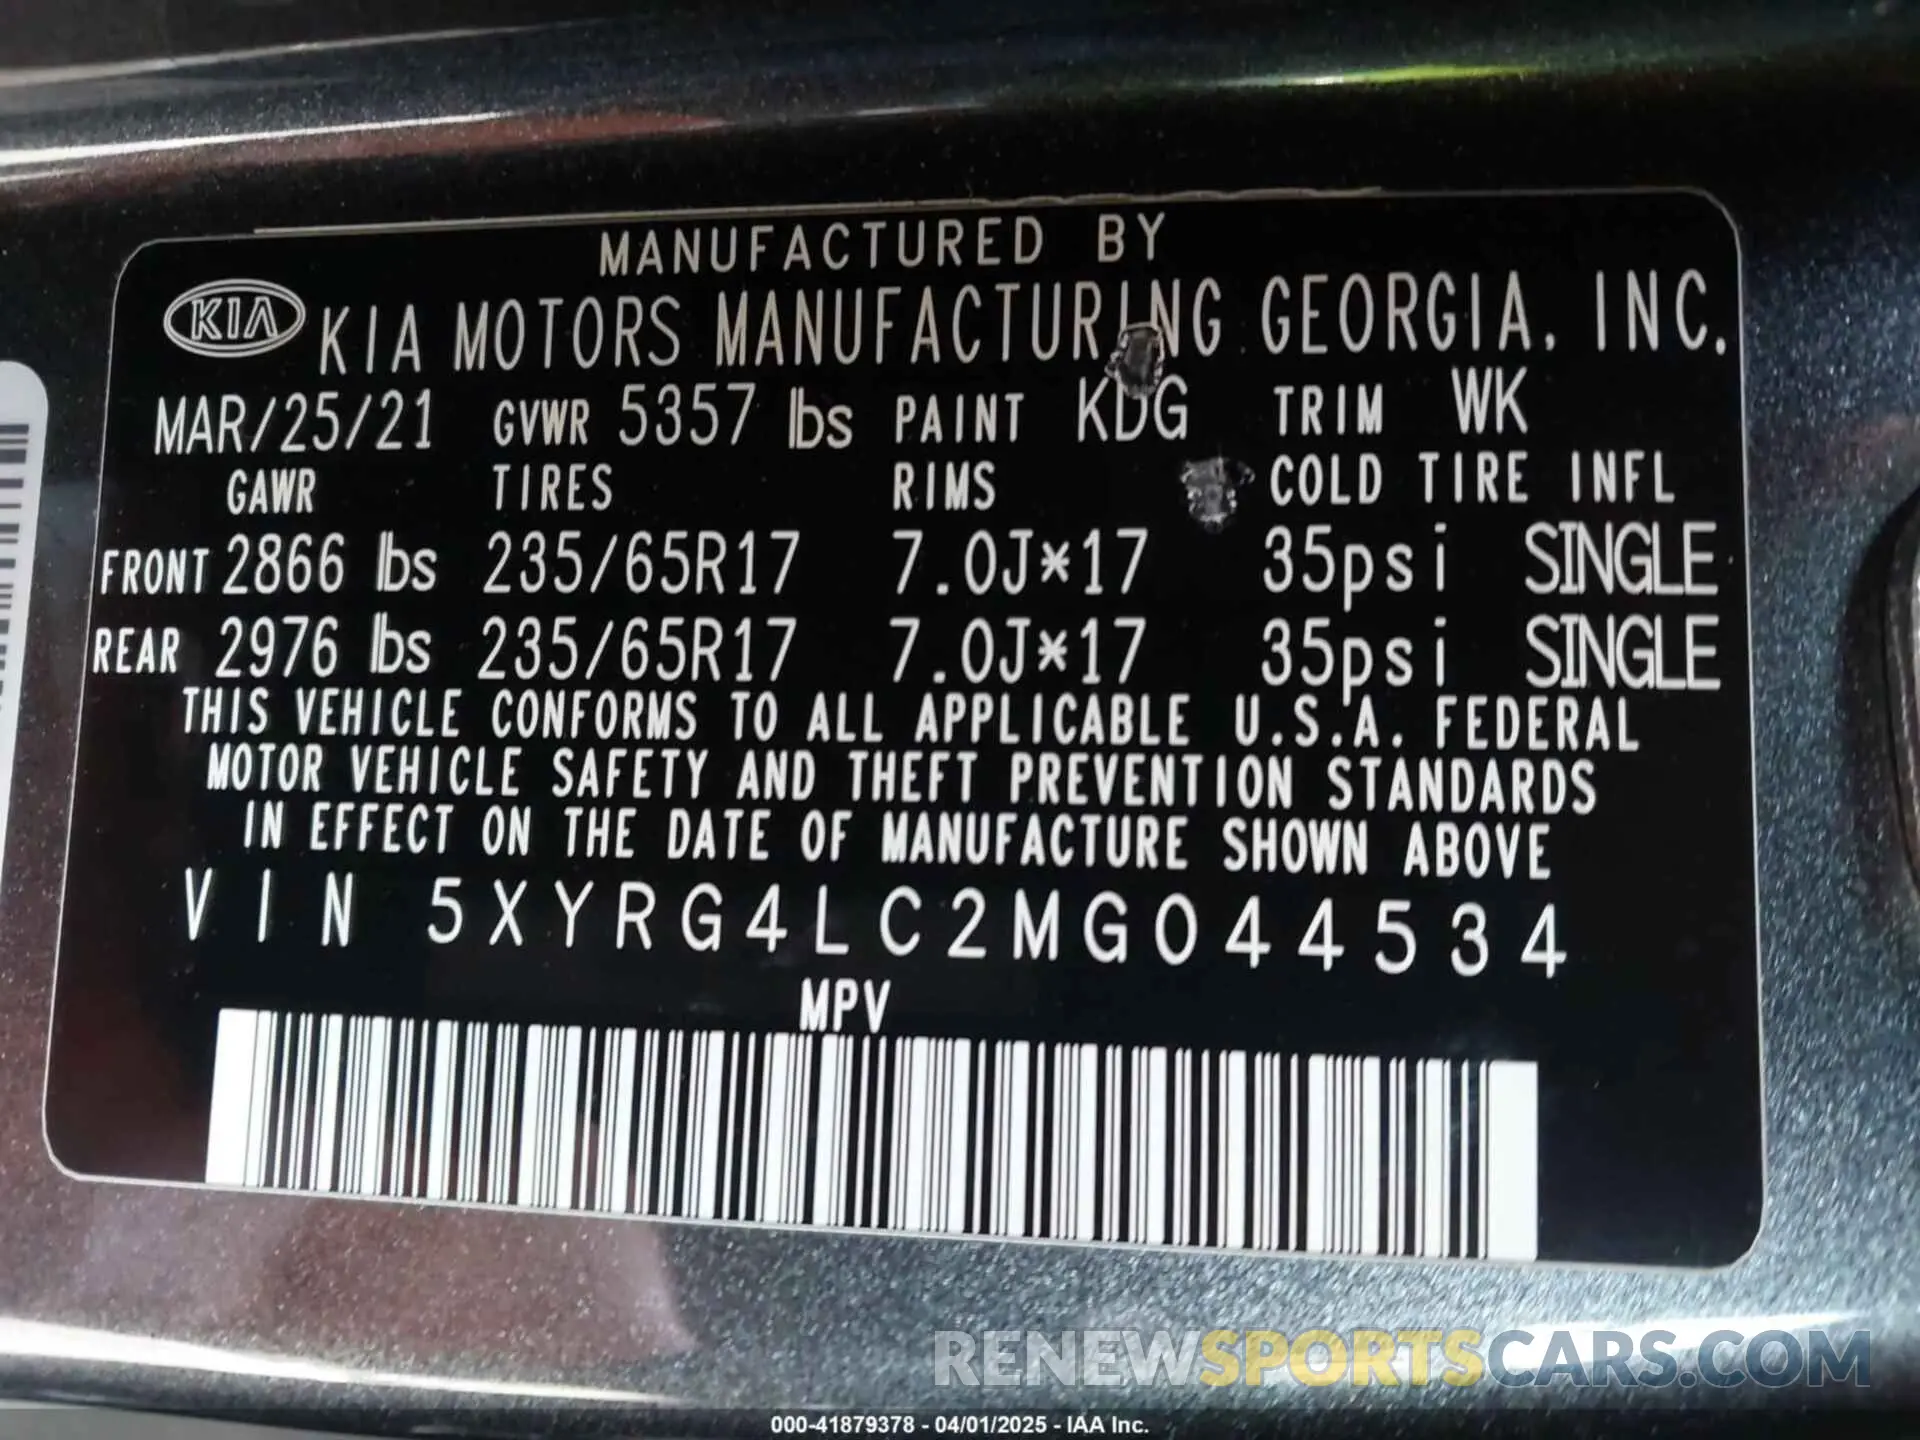 MANUFACTURED BY
KIA KIA MOTORS MANUFACTURING GEORGIA, INC.
MAR/25/21 GVWR 5357 lbs PAINT KDG TRIM WK
GAWR TIRES RIMS COLD TIRE INFL
FRONT 2866 lbs 235/65R17 7.0J*17 35psi SINGLE
REAR 2976 lbs 235/65R17 7.0J*17 35psi SINGLE
THIS VEHICLE CONFORMS TO ALL APPLICABLE U.S.A. FEDERAL
MOTOR VEHICLE SAFETY AND THEFT PREVENTION STANDARDS
IN EFFECT ON THE DATE OF MANUFACTURE SHOWN ABOVE
VIN 5XYRG4LC2MG044534
MPV
RENEWSPORTSCARS.COM
000-41879378 - 04/01/2025 - IAA Inc.